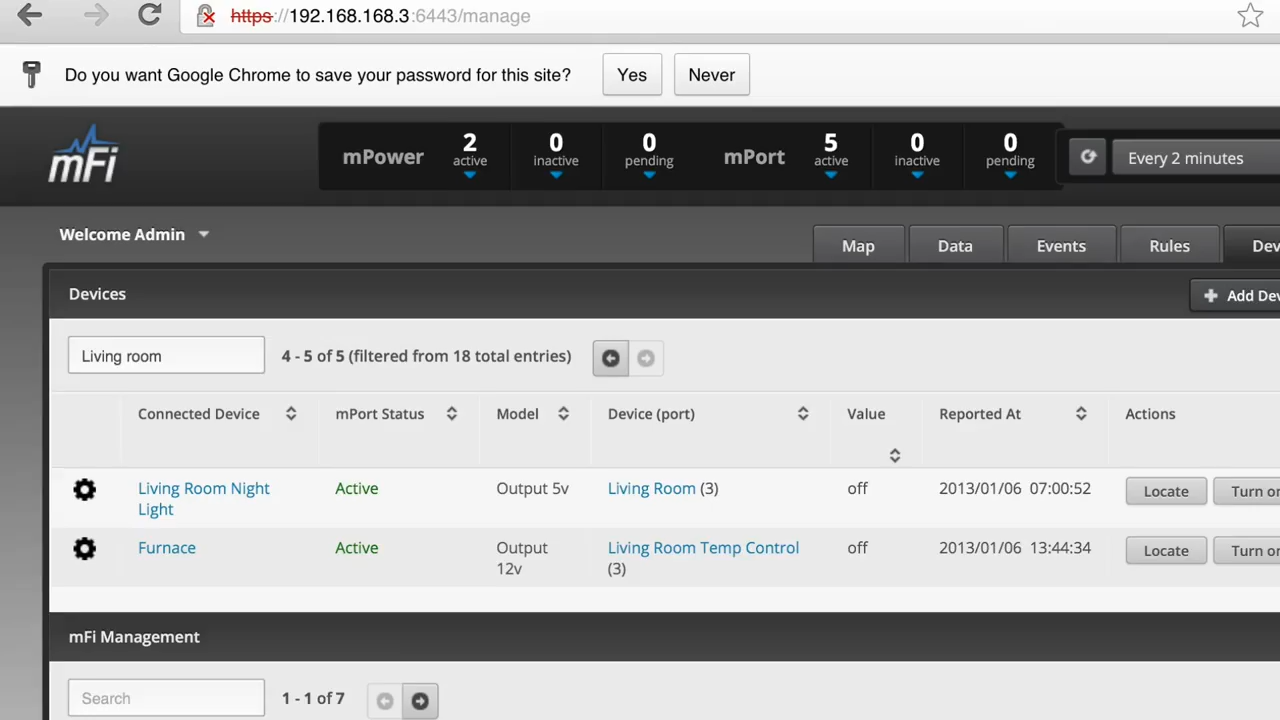 https://192.168.168.3:6443/manage
Do you want Google Chrome to save your password for this site? Yes Never
mFi mPower 2 active 0 inactive 0 pending mPort 5 active 0 inactive 0 pending Every 2 minutes
Welcome Admin Map Data Events Rules Dev
Devices + Add Dev
Living room 4 - 5 of 5 (filtered from 18 total entries)
Connected Device mPort Status Model Device (port) Value Reported At Actions
Living Room Night Active Output 5v Living Room (3) off 2013/01/06 07:00:52 Locate Turn on
Light
Furnace Active Output Living Room Temp Control off 2013/01/06 13:44:34 Locate Turn on
12v (3)
mFi Management
Search 1 - 1 of 7